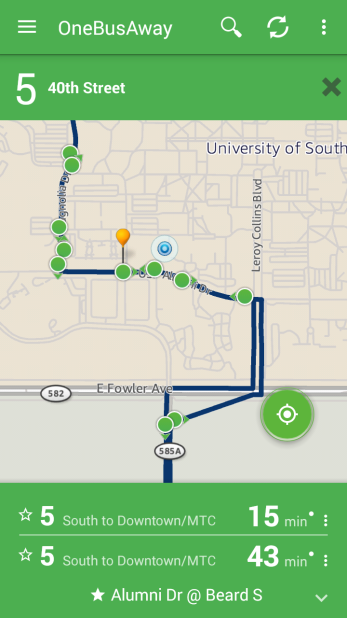 OneBusAway
5 40th Street
University of South
Leroy Collins Blvd
E Fowler Ave
582
585A
5 South to Downtown/MTC 15 min
5 South to Downtown/MTC 43 min
Alumni Dr @ Beard S